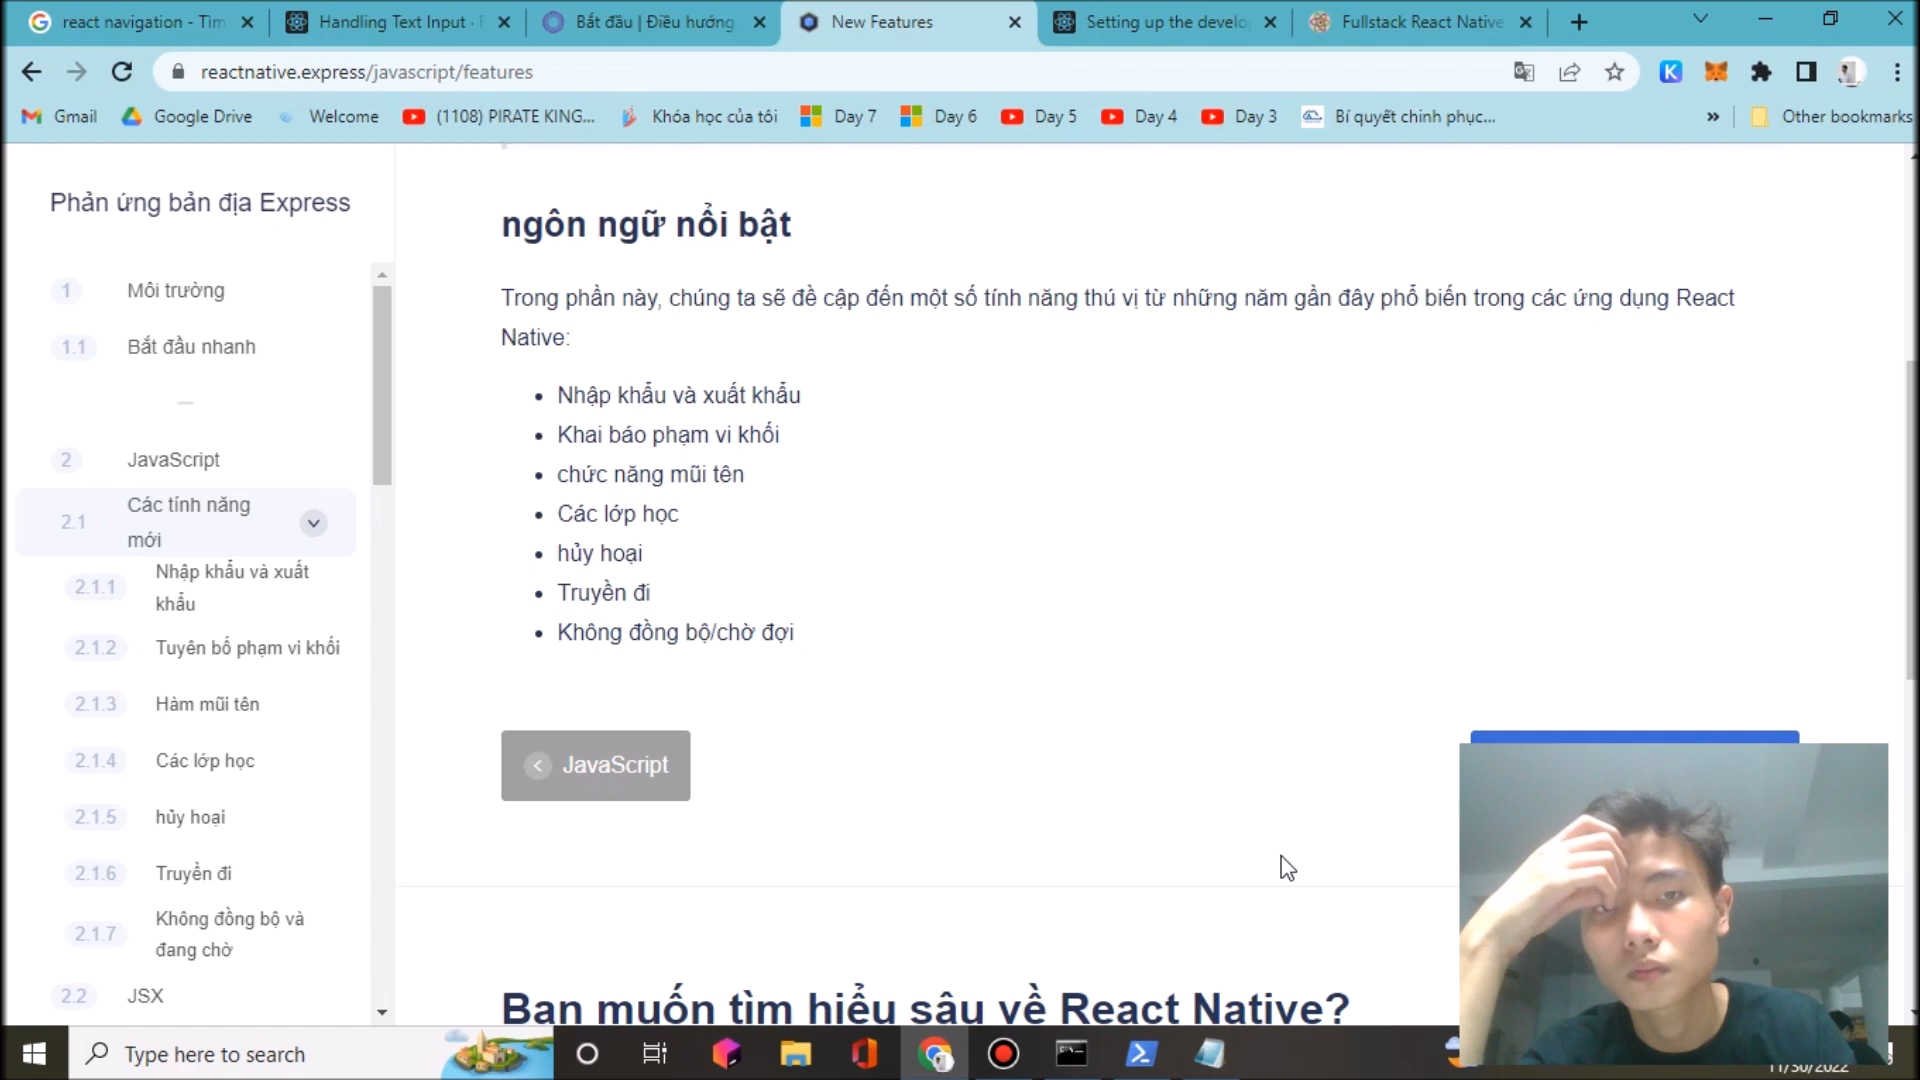 react navigation - Tìm
Handling Text Input ·
Bắt đầu | Điều hướng
New Features
Setting up the develo
Fullstack React Native
reactnative.express/javascript/features
Gmail
Google Drive
Welcome
(1108) PIRATE KING...
Khóa học của tôi
Day 7
Day 6
Day 5
Day 4
Day 3
Bí quyết chinh phục...
»
Other bookmarks
Phản ứng bản địa Express
1 Môi trường
1.1 Bắt đầu nhanh
2 JavaScript
2.1 Các tính năng
mới
2.1.1 Nhập khẩu và xuất
khẩu
2.1.2 Tuyên bố phạm vi khối
2.1.3 Hàm mũi tên
2.1.4 Các lớp học
2.1.5 hủy hoại
2.1.6 Truyền đi
2.1.7 Không đồng bộ và
đang chờ
2.2 JSX
ngôn ngữ nổi bật
Trong phần này, chúng ta sẽ đề cập đến một số tính năng thú vị từ những năm gần đây phổ biến trong các ứng dụng React
Native:
• Nhập khẩu và xuất khẩu
• Khai báo phạm vi khối
• chức năng mũi tên
• Các lớp học
• hủy hoại
• Truyền đi
• Không đồng bộ/chờ đợi
JavaScript
Bạn muốn tìm hiểu sâu về React Native?
Type here to search
11/30/2022